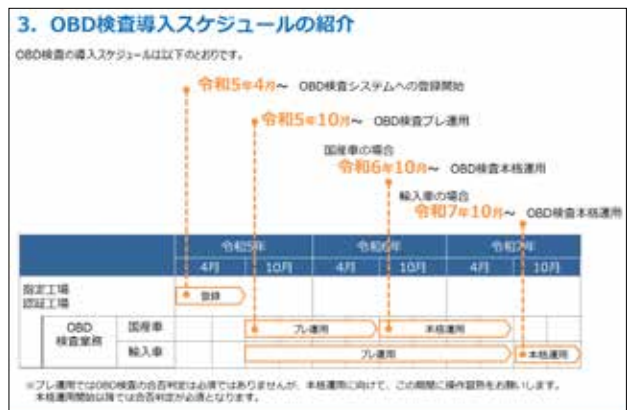 3. OBD検査導入スケジュールの紹介
OBD検査の導入スケジュールは以下のとおりです。
令和5年4月～ OBD検査システムへの登録開始
令和5年10月～ OBD検査プレ運用
国産車の場合
令和6年10月～ OBD検査本格運用
輸入車の場合
令和7年10月～ OBD検査本格運用
令和5年 令和6年 令和7年
4月 10月 4月 10月 4月 10月
指定工場
認証工場
登録
OBD
検査業務
国産車 プレ運用 本格運用
輸入車 プレ運用 本格運用
※プレ運用ではOBD検査の合否判定は必須ではありませんが、本格運用に向けて、この期間に操作習熟をお願いします。
本格運用開始以降では合否判定が必須となります。